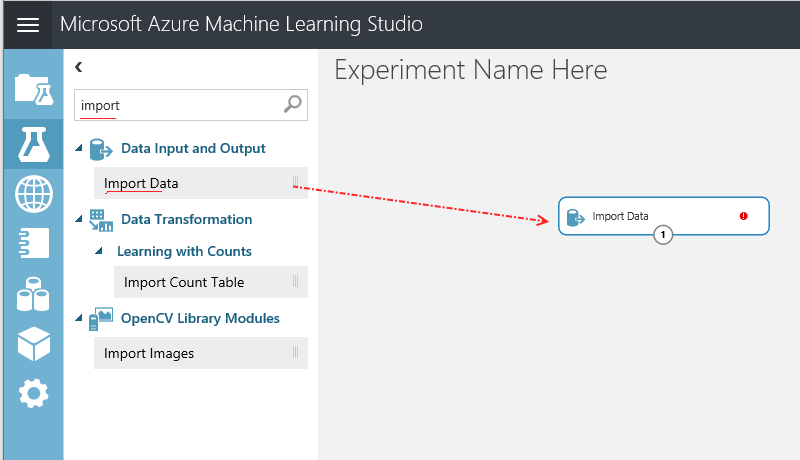 Microsoft Azure Machine Learning Studio
import
Data Input and Output
Import Data
Data Transformation
Learning with Counts
Import Count Table
OpenCV Library Modules
Import Images
Experiment Name Here
Import Data
1